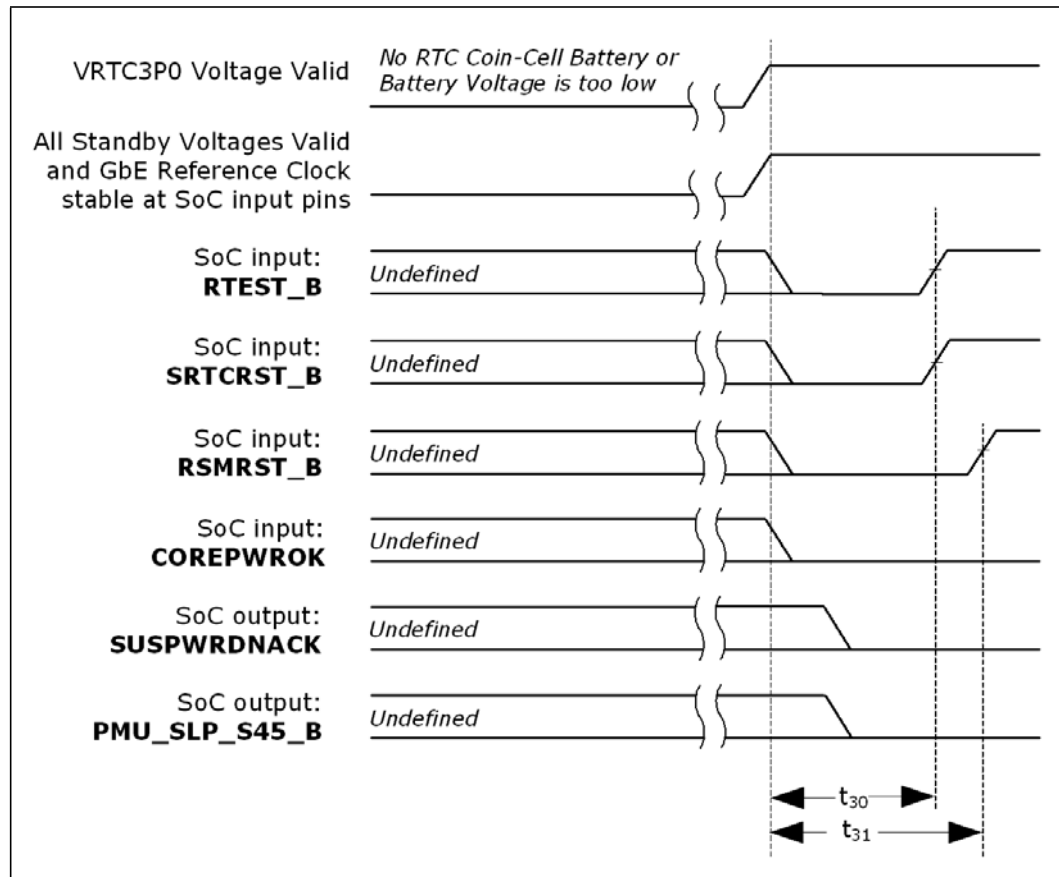 VRTC3P0 Voltage Valid
No RTC Coin-Cell Battery or
Battery Voltage is too low
All Standby Voltages Valid
and GbE Reference Clock
stable at SoC input pins
SoC input:
RTEST_B
Undefined
SoC input:
SRTCRST_B
Undefined
SoC input:
RSMRST_B
Undefined
SoC input:
COREPWROK
Undefined
SoC output:
SUSPWRDNACK
Undefined
SoC output:
PMU_SLP_S45_B
Undefined
t30
t31